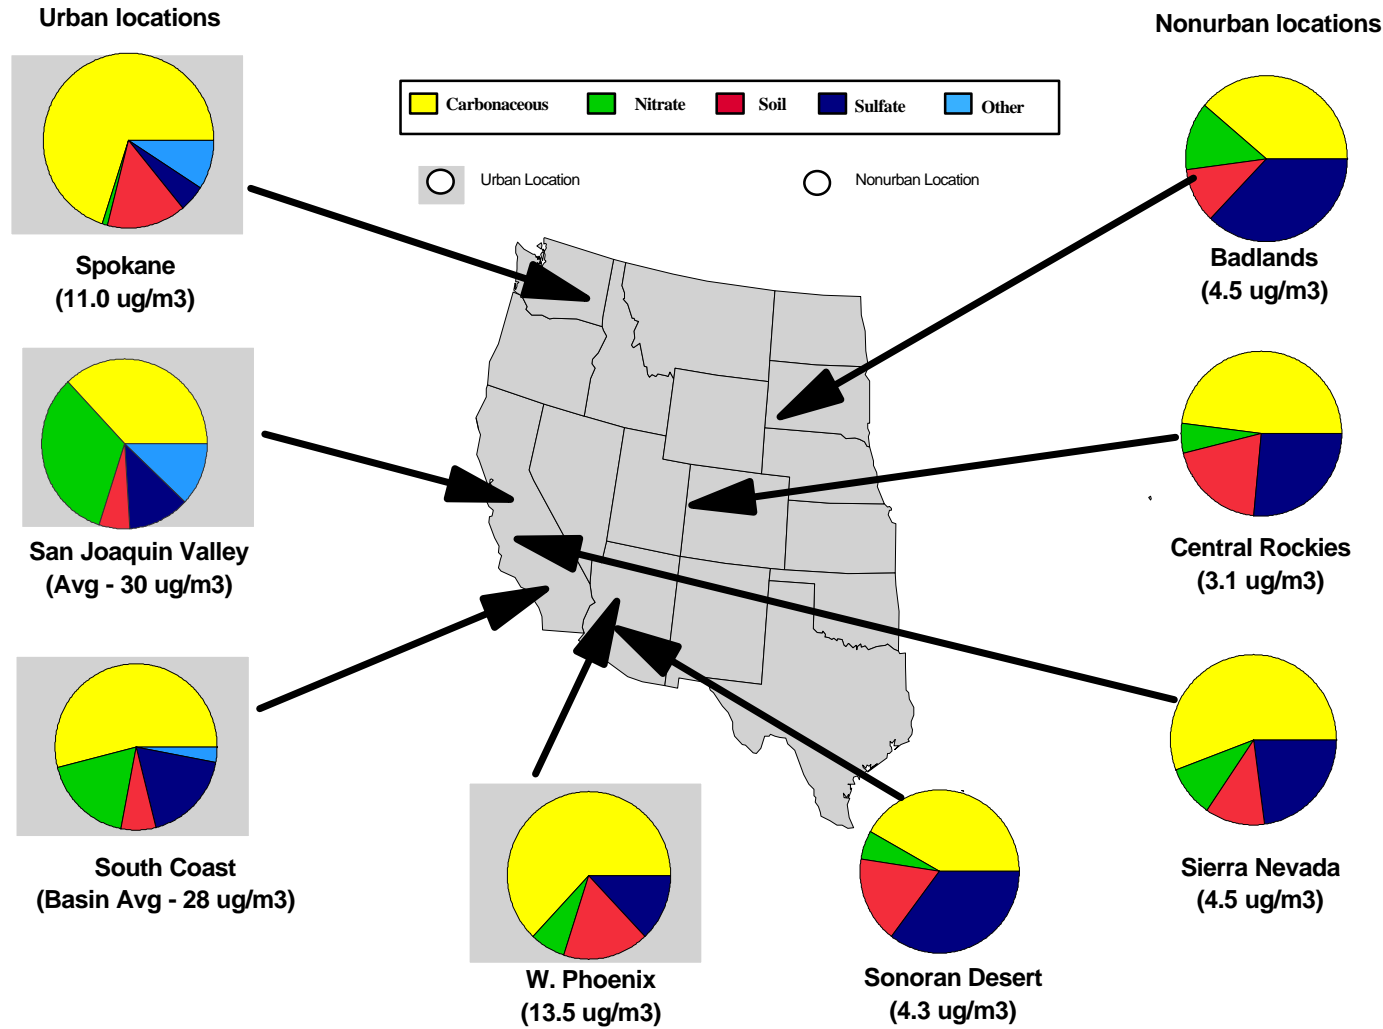 Urban locations
Nonurban locations
Carbonaceous
Nitrate
Soil
Sulfate
Other
Urban Location
Nonurban Location
Spokane
(11.0 ug/m3)
Badlands
(4.5 ug/m3)
San Joaquin Valley
(Avg - 30 ug/m3)
Central Rockies
(3.1 ug/m3)
South Coast
(Basin Avg - 28 ug/m3)
Sierra Nevada
(4.5 ug/m3)
W. Phoenix
(13.5 ug/m3)
Sonoran Desert
(4.3 ug/m3)